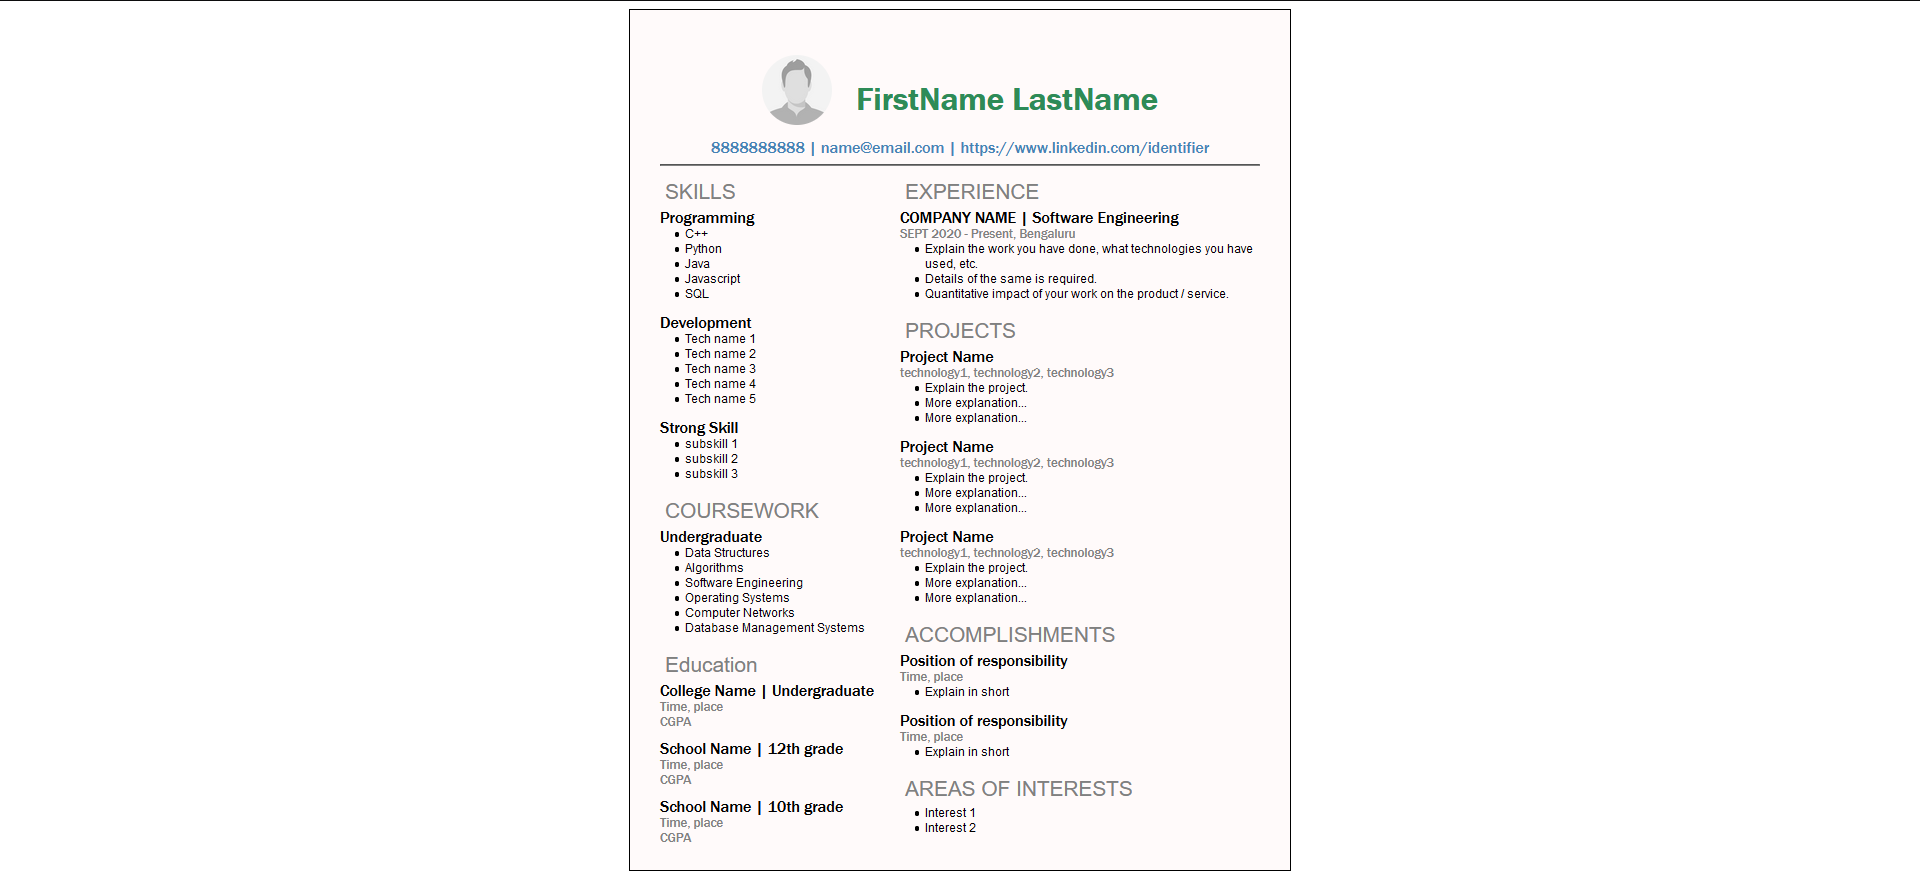 FirstName LastName
8888888888 | name@email.com | https://www.linkedin.com/identifier
SKILLS
Programming
C++
Python
Java
Javascript
SQL
Development
Tech name 1
Tech name 2
Tech name 3
Tech name 4
Tech name 5
Strong Skill
subskill 1
subskill 2
subskill 3
COURSEWORK
Undergraduate
Data Structures
Algorithms
Software Engineering
Operating Systems
Computer Networks
Database Management Systems
Education
College Name | Undergraduate
Time, place
CGPA
School Name | 12th grade
Time, place
CGPA
School Name | 10th grade
Time, place
CGPA
EXPERIENCE
COMPANY NAME | Software Engineering
SEPT 2020 - Present, Bengaluru
Explain the work you have done, what technologies you have
used, etc.
Details of the same is required.
Quantitative impact of your work on the product / service.
PROJECTS
Project Name
technology1, technology2, technology3
Explain the project.
More explanation...
More explanation...
Project Name
technology1, technology2, technology3
Explain the project.
More explanation...
More explanation...
Project Name
technology1, technology2, technology3
Explain the project.
More explanation...
More explanation...
ACCOMPLISHMENTS
Position of responsibility
Time, place
Explain in short
Position of responsibility
Time, place
Explain in short
AREAS OF INTERESTS
Interest 1
Interest 2